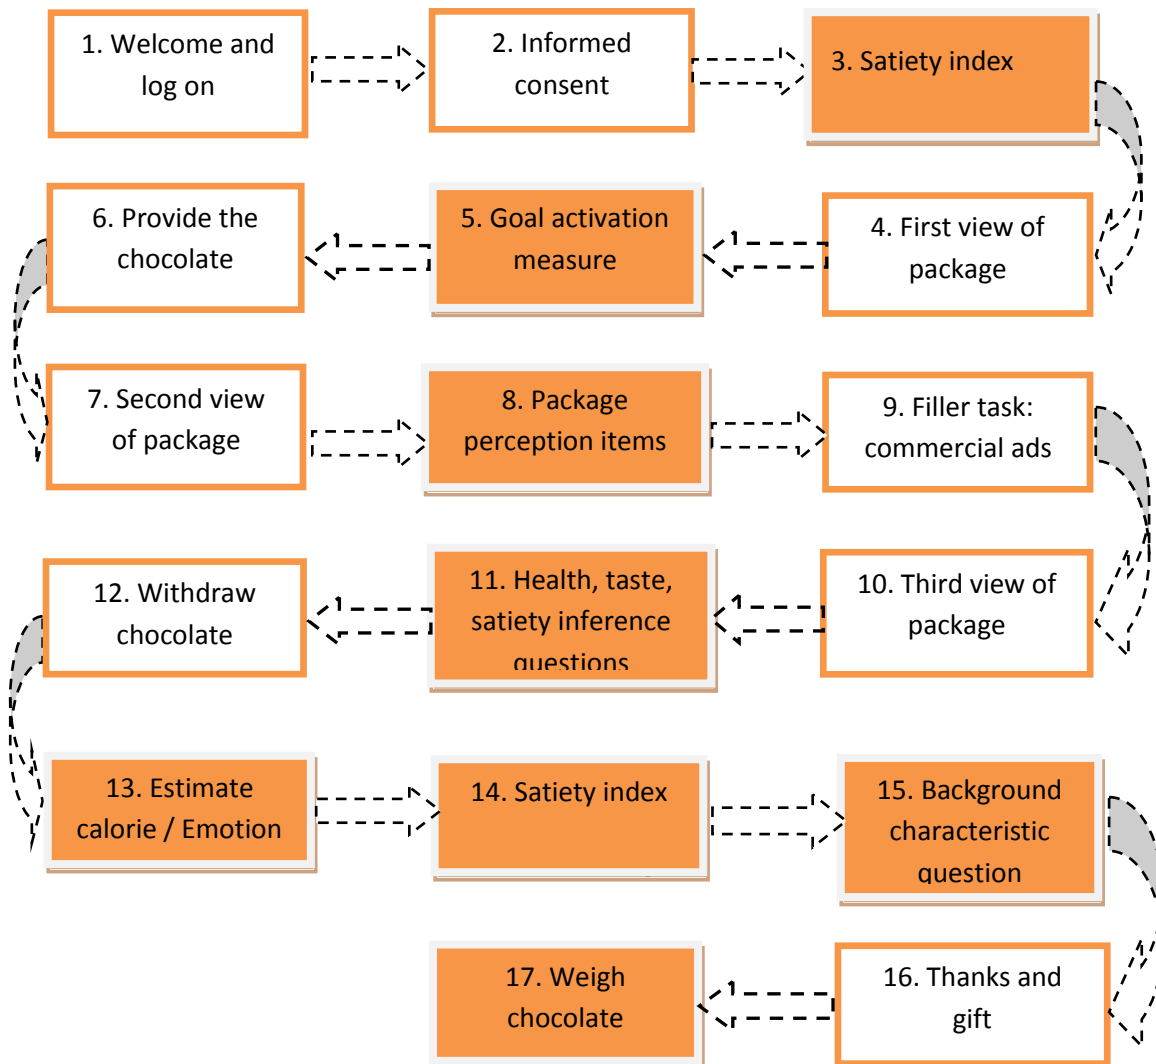 1. Welcome and
log on
2. Informed
consent
3. Satiety index
4. First view of
package
5. Goal activation
measure
6. Provide the
chocolate
7. Second view
of package
8. Package
perception items
9. Filler task:
commercial ads
10. Third view of
package
11. Health, taste,
satiety inference
questions
12. Withdraw
chocolate
13. Estimate
calorie / Emotion
14. Satiety index
15. Background
characteristic
question
16. Thanks and
gift
17. Weigh
chocolate